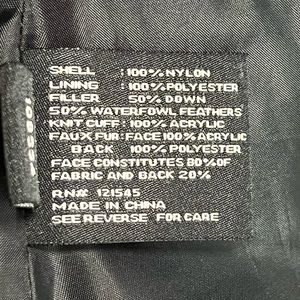 SHELL : 100% NYLON
LINING : 100% POLYESTER
FILLER : 50% DOWN
50% WATERFOWL FEATHERS
KNIT CUFF: 100% ACRYLIC
FAUX FUR: FACE 100% ACRYLIC
BACK : 100% POLYESTER
FACE CONSTITUTES 80% OF
FABRIC AND BACK 20%
RN# 121545
MADE IN CHINA
SEE REVERSE FOR CARE